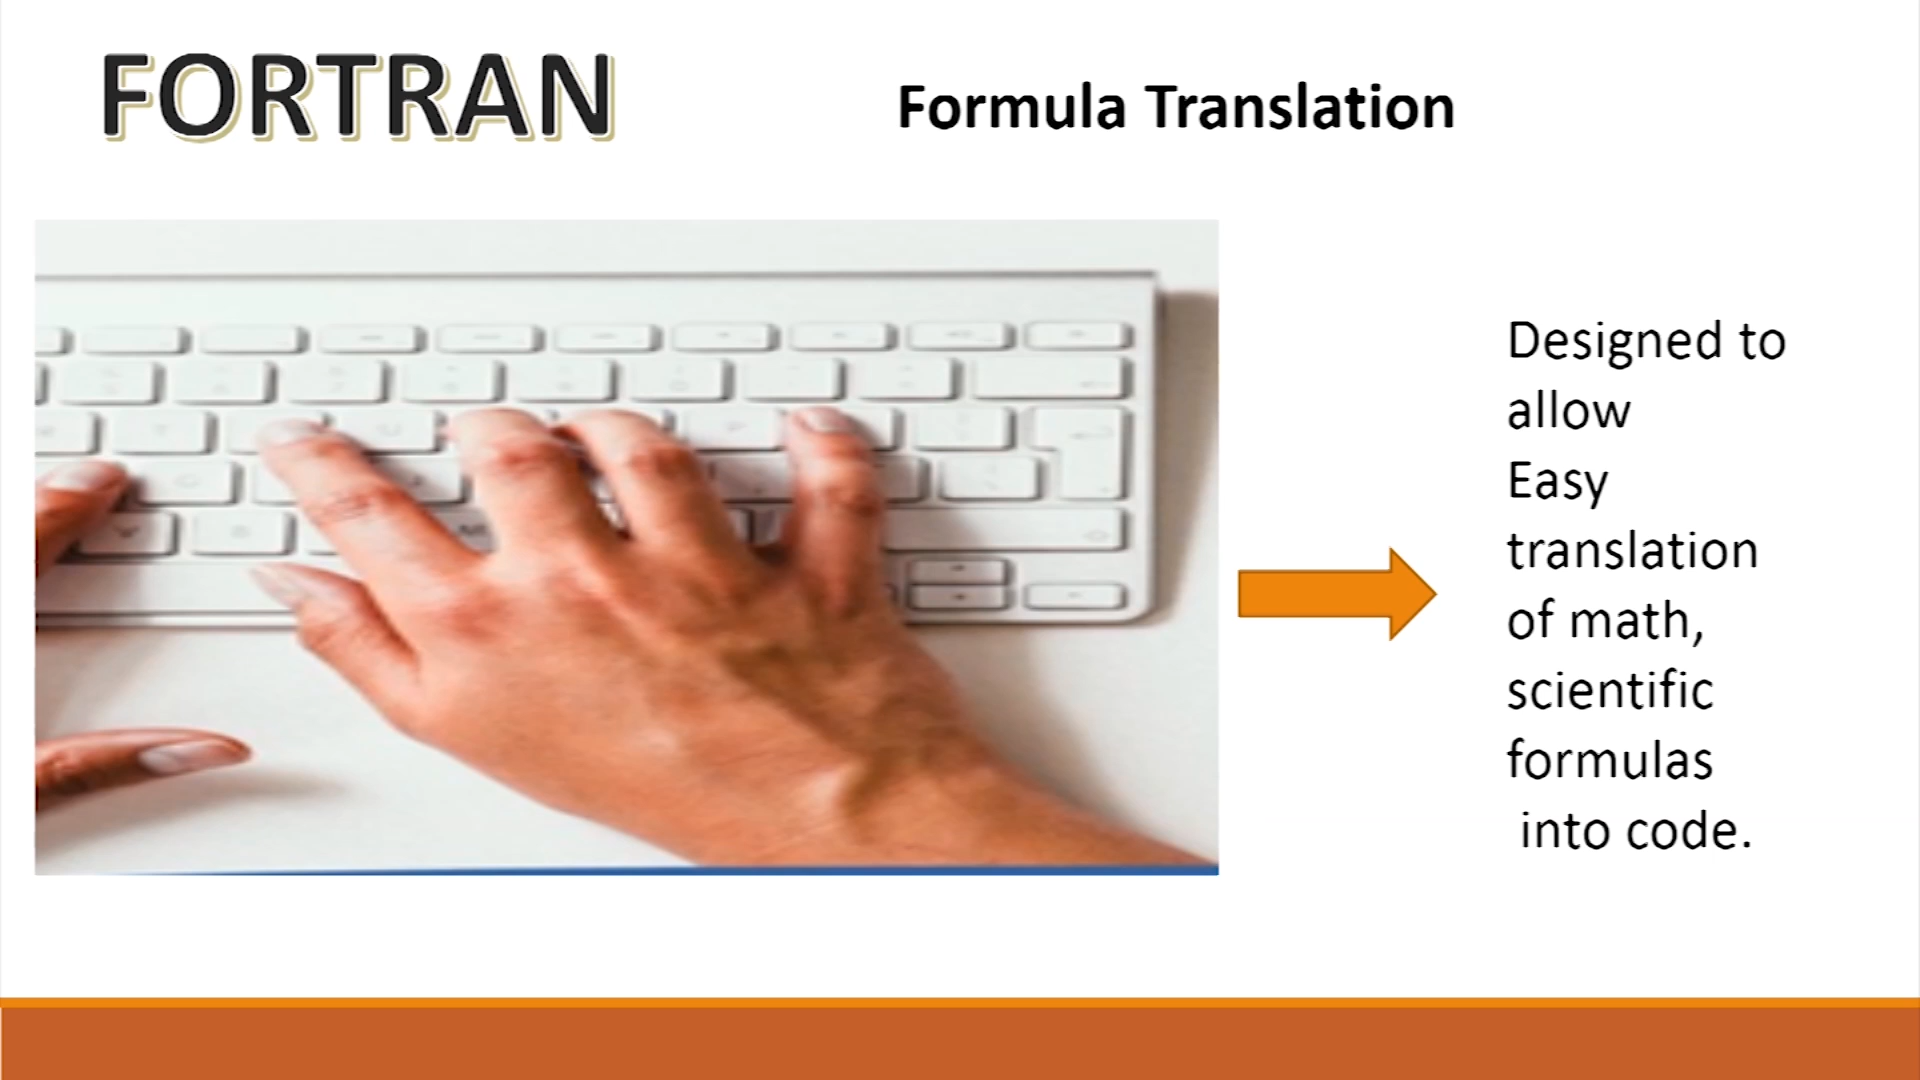 FORTRAN
Formula Translation
Designed to
allow
Easy
translation
of math,
scientific
formulas
into code.